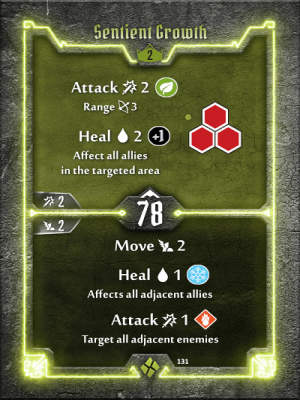 Sentient Growth
2
Attack 2
Range 3
Heal 2 +1
Affect all allies
in the targeted area
2
78
2
Move 2
Heal 1
Affects all adjacent allies
Attack 1
Target all adjacent enemies
131